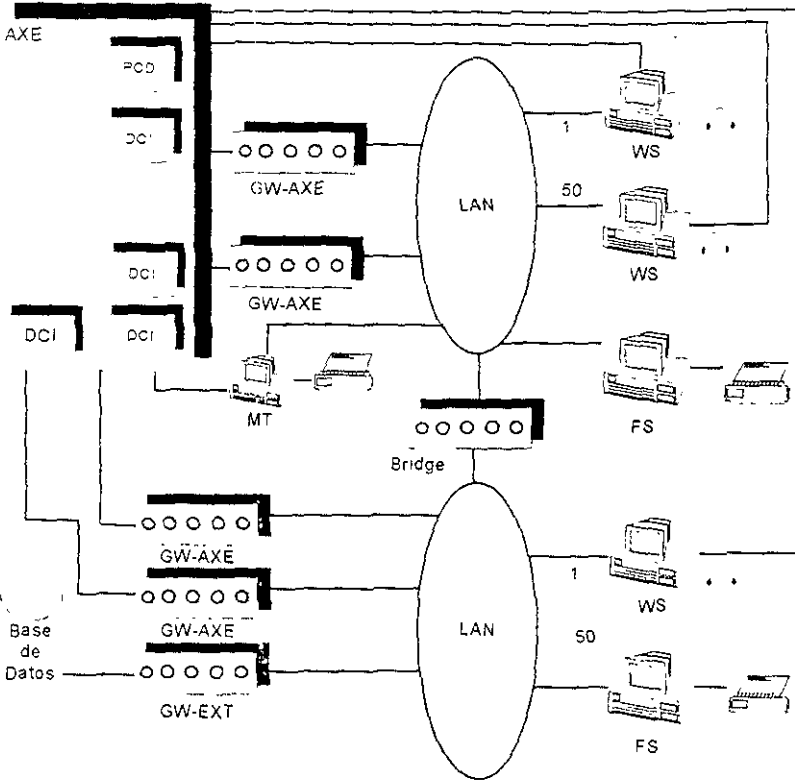 AXE
PCD
DCI
GW-AXE
LAN
1
WS
50
WS
DCI
GW-AXE
DCI
DCI
MT
FS
Bridge
GW-AXE
GW-AXE
LAN
1
WS
50
Base
de
Datos
GW-EXT
FS